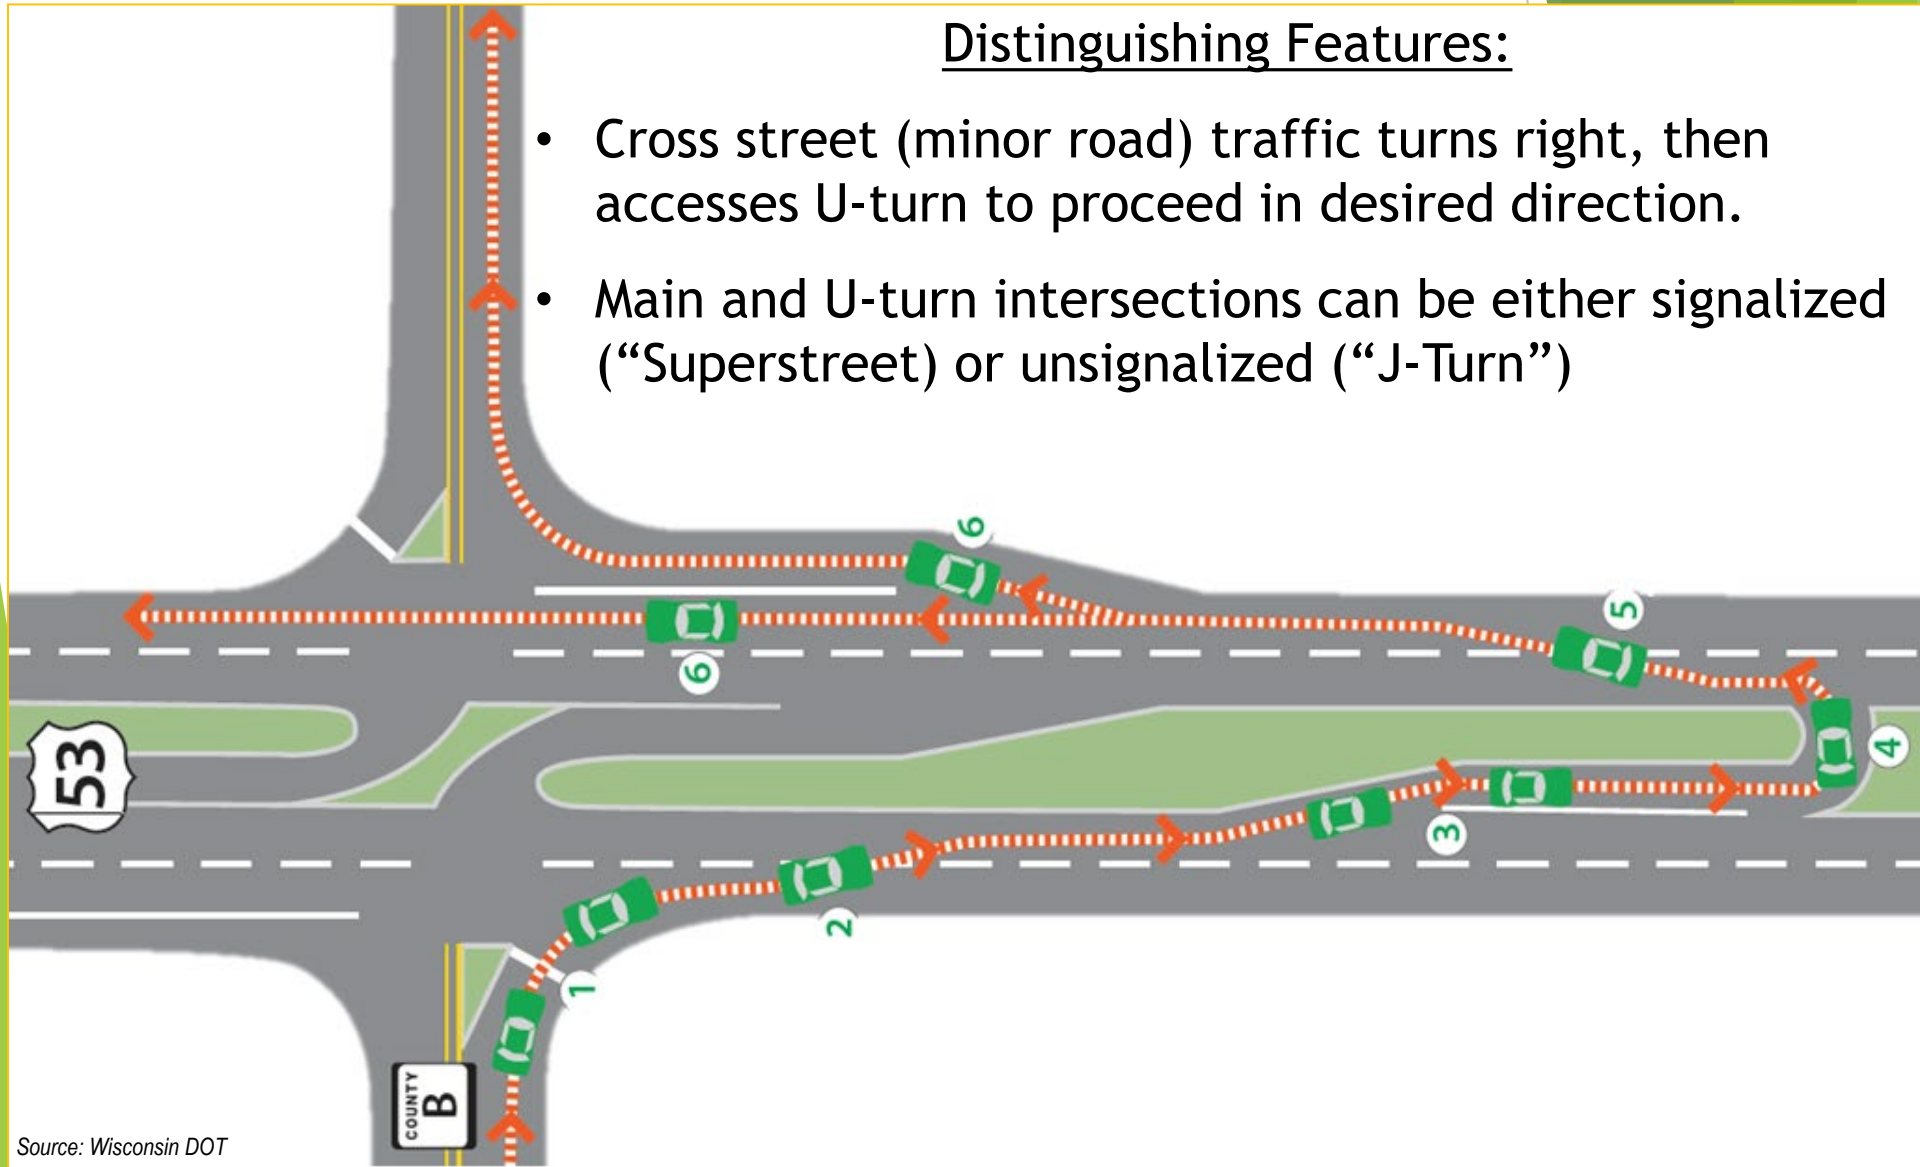 Distinguishing Features:
• Cross street (minor road) traffic turns right, then
accesses U-turn to proceed in desired direction.
• Main and U-turn intersections can be either signalized
(“Superstreet) or unsignalized (“J-Turn”)
6
5
6
4
53
3
2
1
COUNTY
B
Source: Wisconsin DOT